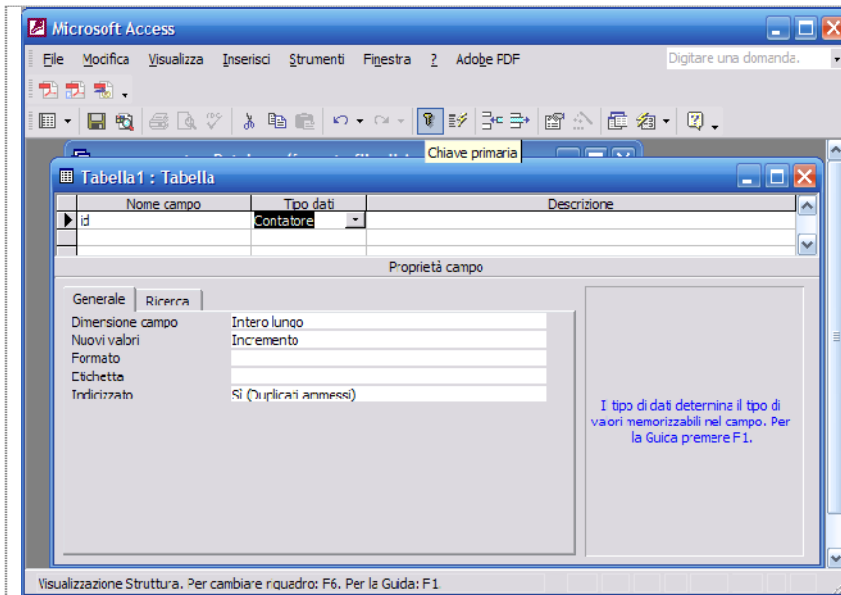 Microsoft Access
File Modifica Visualizza Inserisci Strumenti Finestra ? Adobe PDF Digitare una domanda.
Chiave primaria
Tabella1 : Tabella
Nome campo Tipo dati Descrizione
id Contatore
Proprietà campo
Generale Ricerca
Dimensione campo Intero lungo
Nuovi valori Incremento
Formato
Etichetta
Indicizzato Sì (Duplicati ammessi)
Il tipo di dati determina il tipo di
valori memorizzabili nel campo. Per
la Guida premere F1.
Visualizzazione Struttura. Per cambiare riquadro: F6. Per la Guida: F1